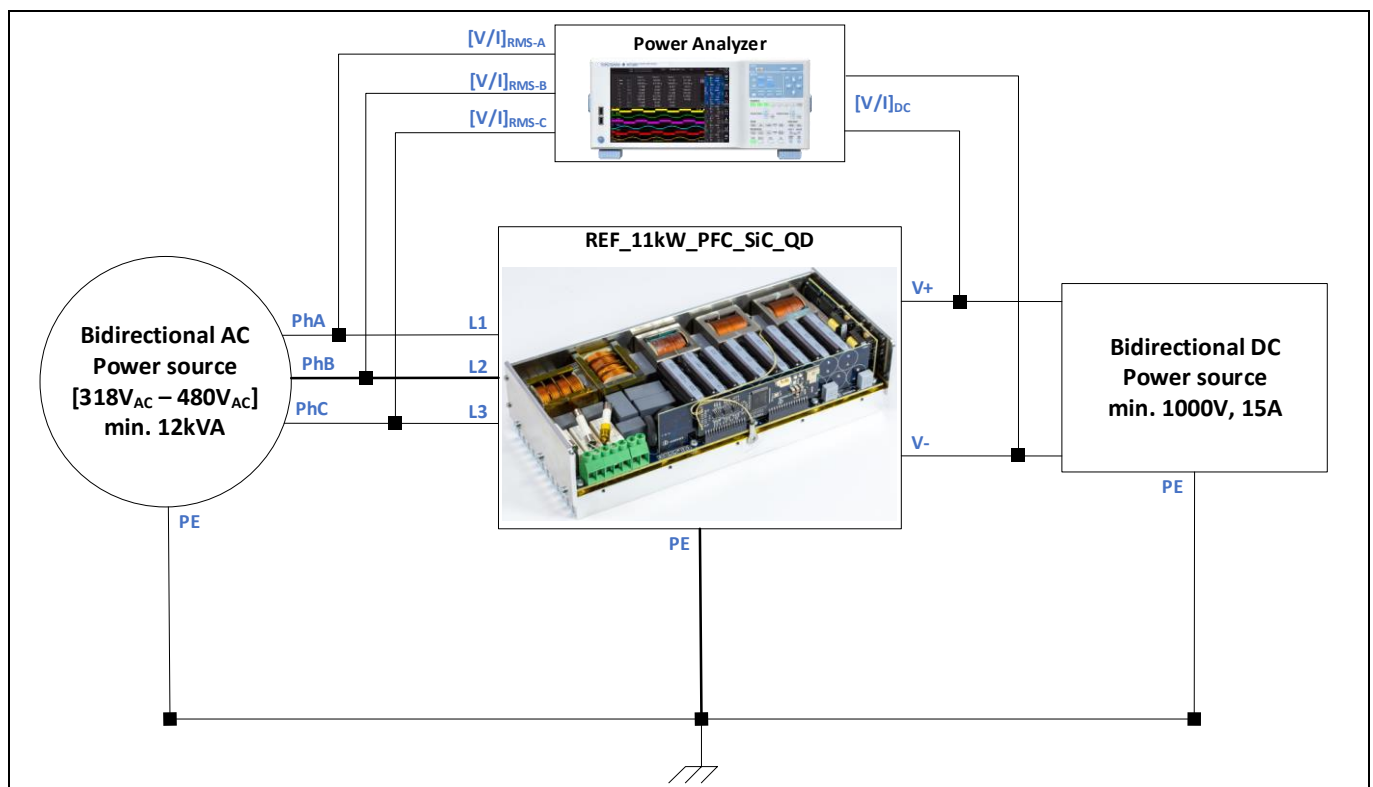 [V/I]RMS-A
Power Analyzer
[V/I]RMS-B
[V/I]DC
[V/I]RMS-C
REF_11kW_PFC_SiC_QD
V+
PhA
L1
Bidirectional AC
Power source
[318VAC – 480VAC]
min. 12kVA
PhB
L2
PhC
L3
Bidirectional DC
Power source
min. 1000V, 15A
V-
PE
PE
PE